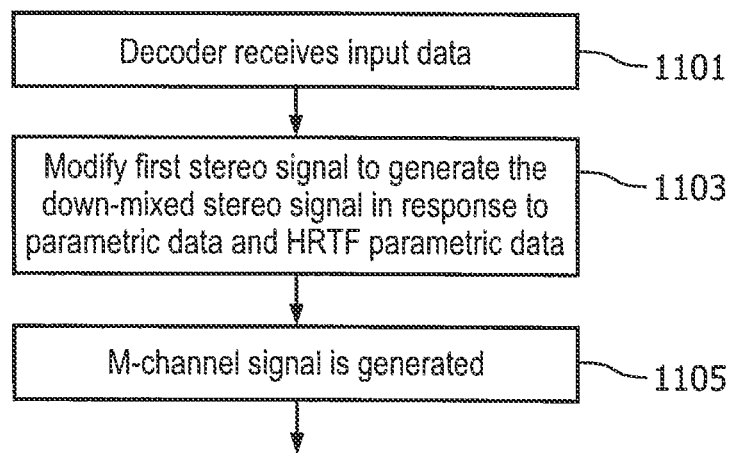 Decoder receives input data
1101
Modify first stereo signal to generate the
down-mixed stereo signal in response to
parametric data and HRTF parametric data
1103
M-channel signal is generated
1105